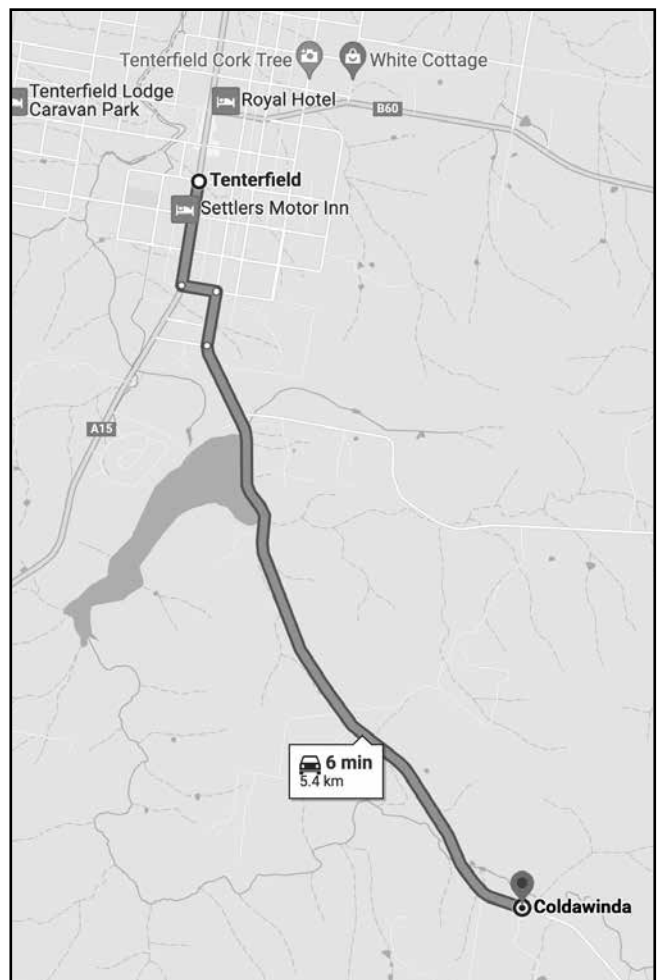 Tenterfield Cork Tree
White Cottage
Tenterfield Lodge
Caravan Park
Royal Hotel
B60
Tenterfield
Settlers Motor Inn
A15
6 min
5.4 km
Coldawinda